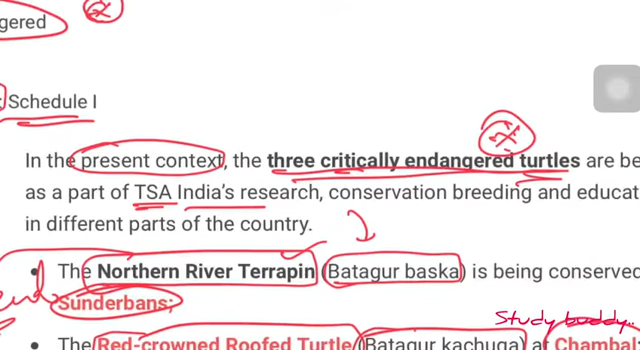 gered
Schedule I
In the present context, the three critically endangered turtles are be
as a part of TSA India's research, conservation breeding and educat
in different parts of the country.
• The Northern River Terrapin (Batagur baska) is being conserved
Sunderbans;
Study buddy..
• The Red-crowned Roofed Turtle (Batagur kachuga) at Chambal;